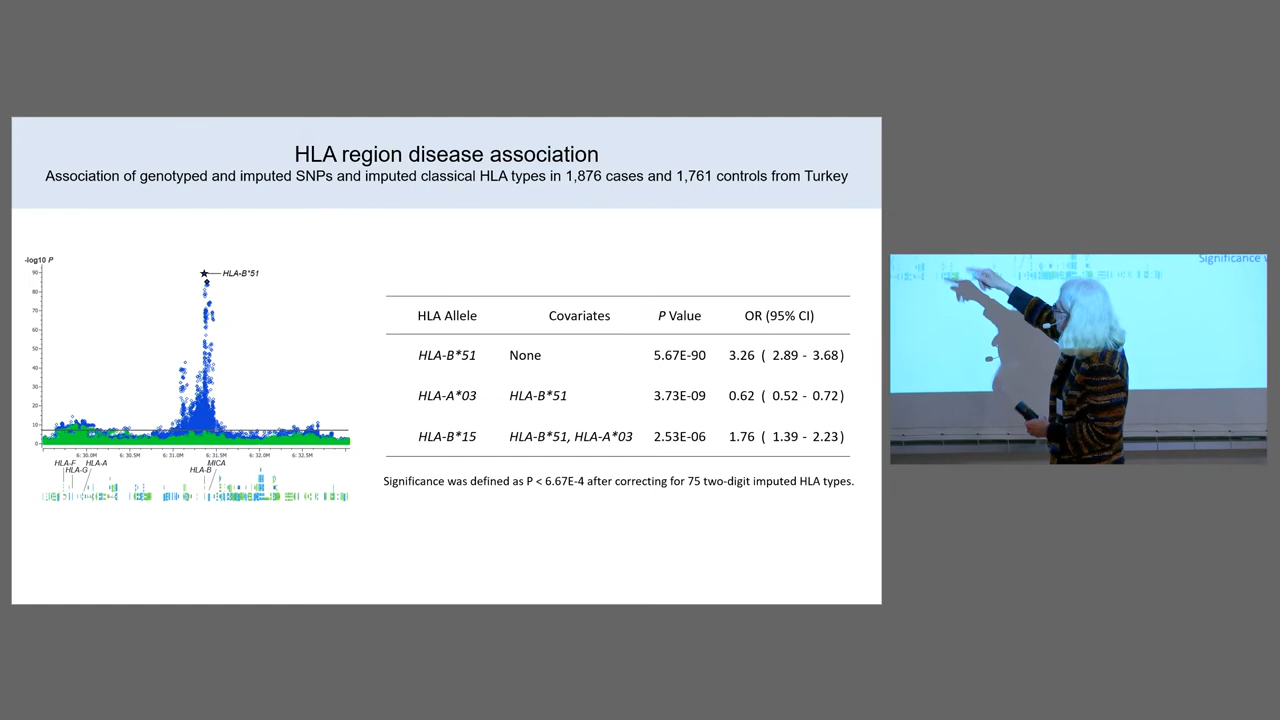 HLA region disease association
Association of genotyped and imputed SNPs and imputed classical HLA types in 1,876 cases and 1,761 controls from Turkey
-log10 P
90
80
70
60
50
40
30
20
10
0
HLA-B*51
6: 30.0M 6: 30.5M 6: 31.0M 6: 31.5M 6: 32.0M 6: 32.5M
HLA-F HLA-A MICA
HLA-G HLA-B
HLA Allele Covariates P Value OR (95% CI)
HLA-B*51 None 5.67E-90 3.26 ( 2.89 - 3.68)
HLA-A*03 HLA-B*51 3.73E-09 0.62 ( 0.52 - 0.72)
HLA-B*15 HLA-B*51, HLA-A*03 2.53E-06 1.76 ( 1.39 - 2.23)
Significance was defined as P < 6.67E-4 after correcting for 75 two-digit imputed HLA types.
Significance w